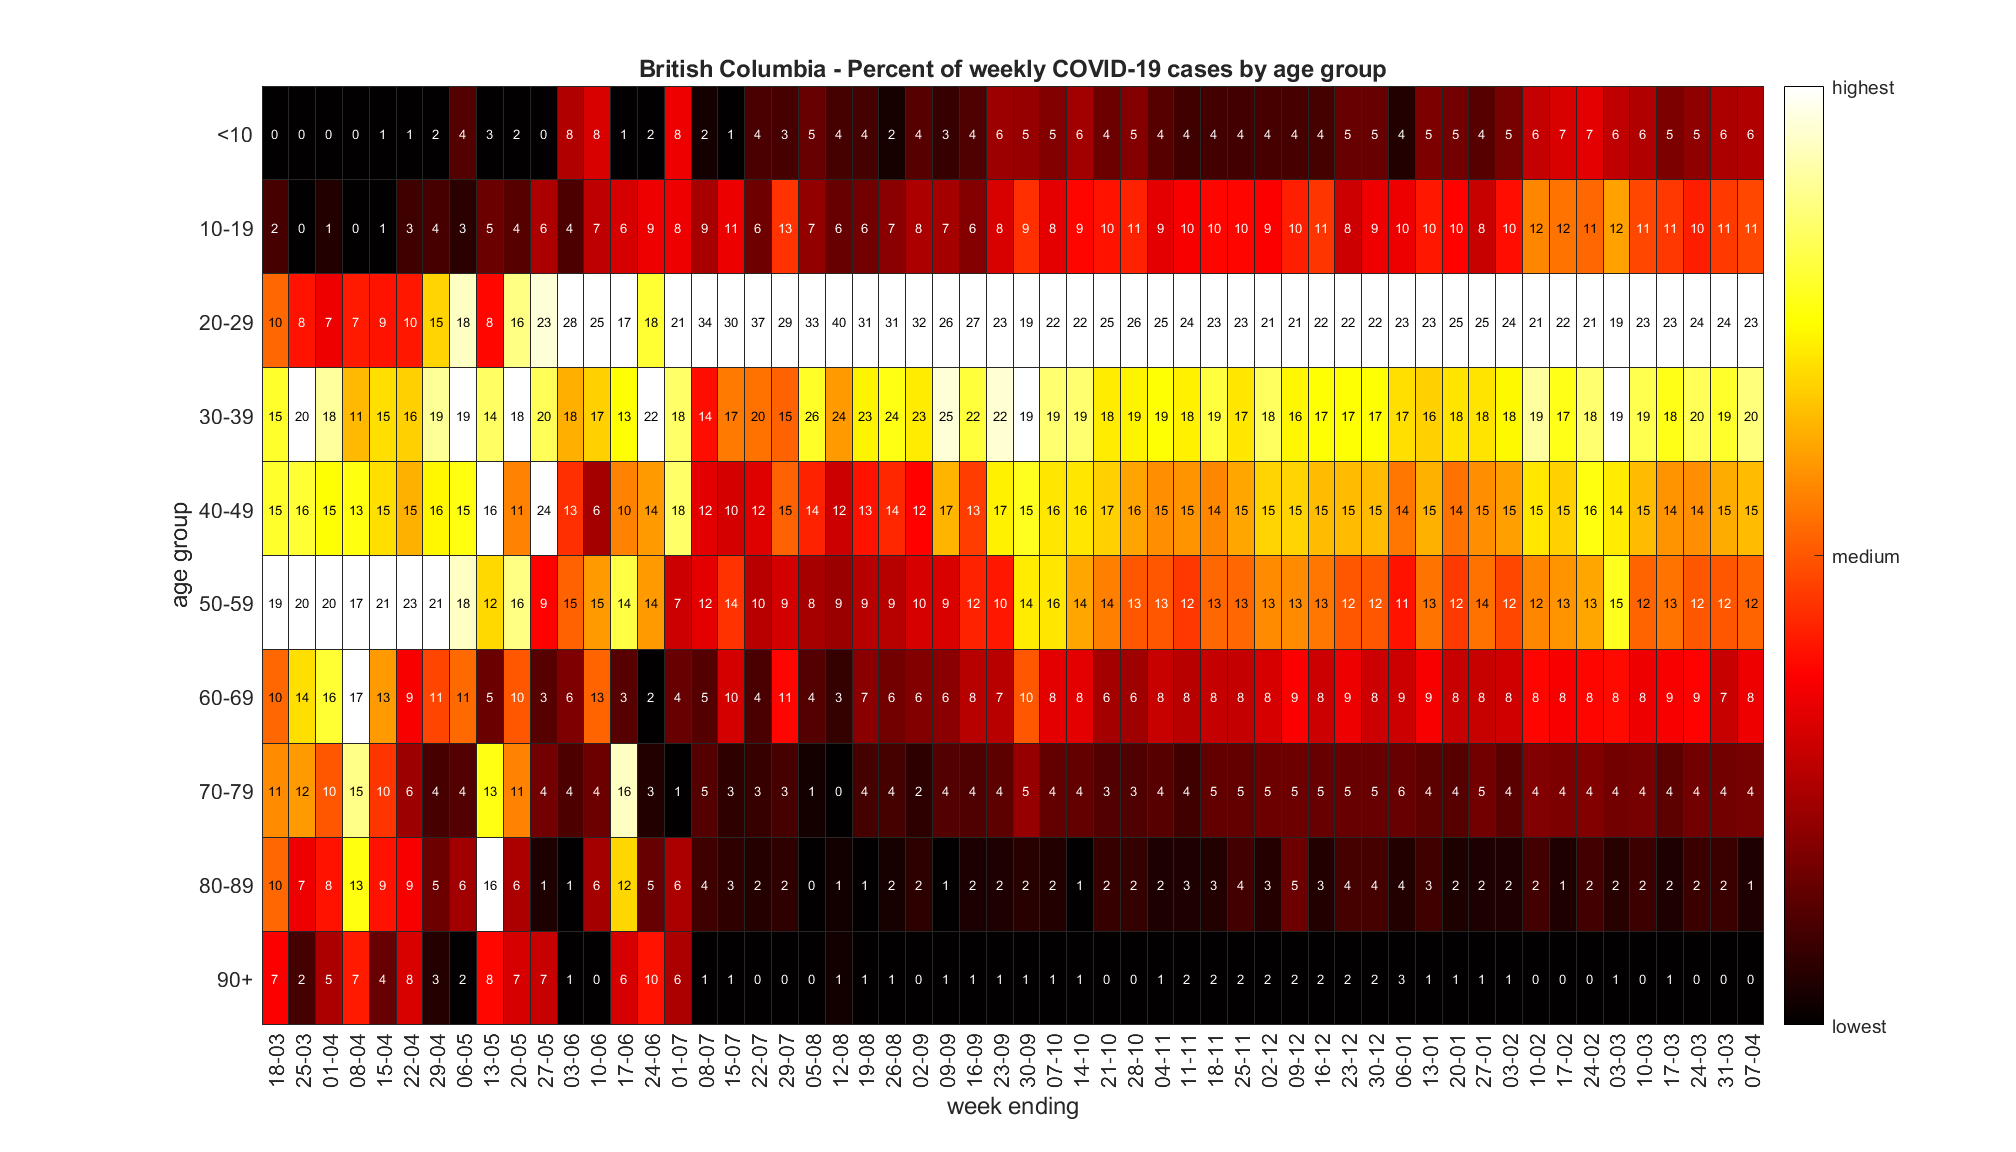 British Columbia - Percent of weekly COVID-19 cases by age group
highest
<10 0 0 0 0 1 1 2 4 3 2 0 8 8 1 2 8 2 1 4 3 5 4 4 2 4 3 4 6 5 5 6 4 5 4 4 4 4 4 4 4 5 5 4 5 5 4 5 6 7 7 6 6 5 5 6 6
10-19 2 0 1 0 1 3 4 3 5 4 6 4 7 6 9 8 9 11 6 13 7 6 6 7 8 7 6 8 9 8 9 10 11 9 10 10 10 9 10 11 8 9 10 10 10 8 10 12 12 11 12 11 11 10 11 11
20-29 10 8 7 7 9 10 15 18 8 16 23 28 25 17 18 21 34 30 37 29 33 40 31 31 32 26 27 23 19 22 22 25 26 25 24 23 23 21 21 22 22 22 23 23 25 25 24 21 22 21 19 23 23 24 24 23
30-39 15 20 18 11 15 16 19 19 14 18 20 18 17 13 22 18 14 17 20 15 26 24 23 24 23 25 22 22 19 19 19 18 19 19 18 19 17 18 16 17 17 17 17 16 18 18 18 19 17 18 19 19 18 20 19 20
40-49 15 16 15 13 15 15 16 15 16 11 24 13 6 10 14 18 12 10 12 15 14 12 13 14 12 17 13 17 15 16 16 17 16 15 15 14 15 15 15 15 15 15 14 15 14 15 15 15 15 16 14 15 14 14 15 15
medium
50-59 19 20 20 17 21 23 21 18 12 16 9 15 15 14 14 7 12 14 10 9 8 9 9 9 10 9 12 10 14 16 14 14 13 13 12 13 13 13 13 13 12 12 11 13 12 14 12 12 13 13 15 12 13 12 12 12
60-69 10 14 16 17 13 9 11 11 5 10 3 6 13 3 2 4 5 10 4 11 4 3 7 6 6 6 8 7 10 8 8 6 6 8 8 8 8 8 9 8 9 8 9 9 8 8 8 8 8 8 8 8 9 9 7 8
70-79 11 12 10 15 10 6 4 4 13 11 4 4 4 16 3 1 5 3 3 3 1 0 4 4 2 4 4 4 5 4 4 3 3 4 4 5 5 5 5 5 5 5 6 4 4 5 4 4 4 4 4 4 4 4 4 4
80-89 10 7 8 13 9 9 5 6 16 6 1 1 6 12 5 6 4 3 2 2 0 1 1 2 2 1 2 2 2 2 1 2 2 2 3 3 4 3 5 3 4 4 4 3 2 2 2 2 1 2 2 2 2 2 2 1
90+ 7 2 5 7 4 8 3 2 8 7 7 1 0 6 10 6 1 1 0 0 0 1 1 1 0 1 1 1 1 1 1 0 0 1 2 2 2 2 2 2 2 2 3 1 1 1 1 0 0 0 1 0 1 0 0 0
lowest
age group
18-03 25-03 01-04 08-04 15-04 22-04 29-04 06-05 13-05 20-05 27-05 03-06 10-06 17-06 24-06 01-07 08-07 15-07 22-07 29-07 05-08 12-08 19-08 26-08 02-09 09-09 16-09 23-09 30-09 07-10 14-10 21-10 28-10 04-11 11-11 18-11 25-11 02-12 09-12 16-12 23-12 30-12 06-01 13-01 20-01 27-01 03-02 10-02 17-02 24-02 03-03 10-03 17-03 24-03 31-03 07-04
week ending